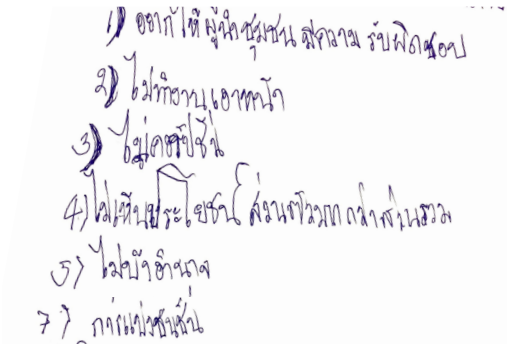 1) อยากให้ผู้นำชุมชน มีความ รับผิดชอบ
2) ไม่ทำงานเอาหน้า
3) ไม่คอรัปชั่น
4) ไม่เห็นประโยชน์ ส่วนตัวมากกว่าส่วนรวม
5) ไม่บ้าอำนาจ
7) การแบ่งชนชั้น